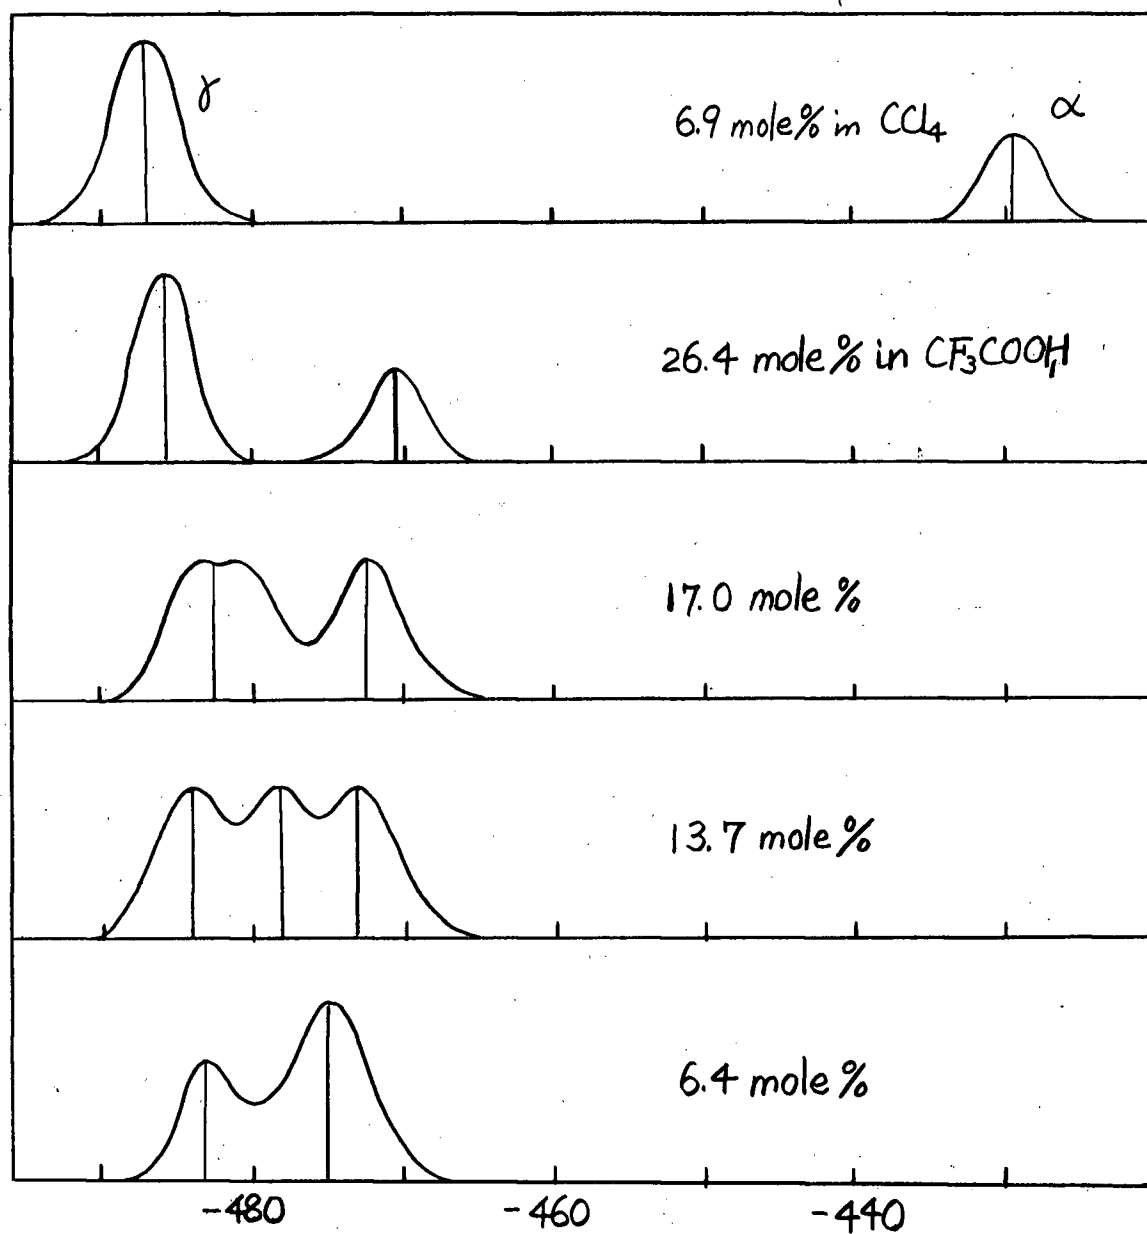 γ
6.9 mole% in CCl₄
α
26.4 mole % in CF₃COOH
17.0 mole %
13.7 mole %
6.4 mole %
-480 -460 -440